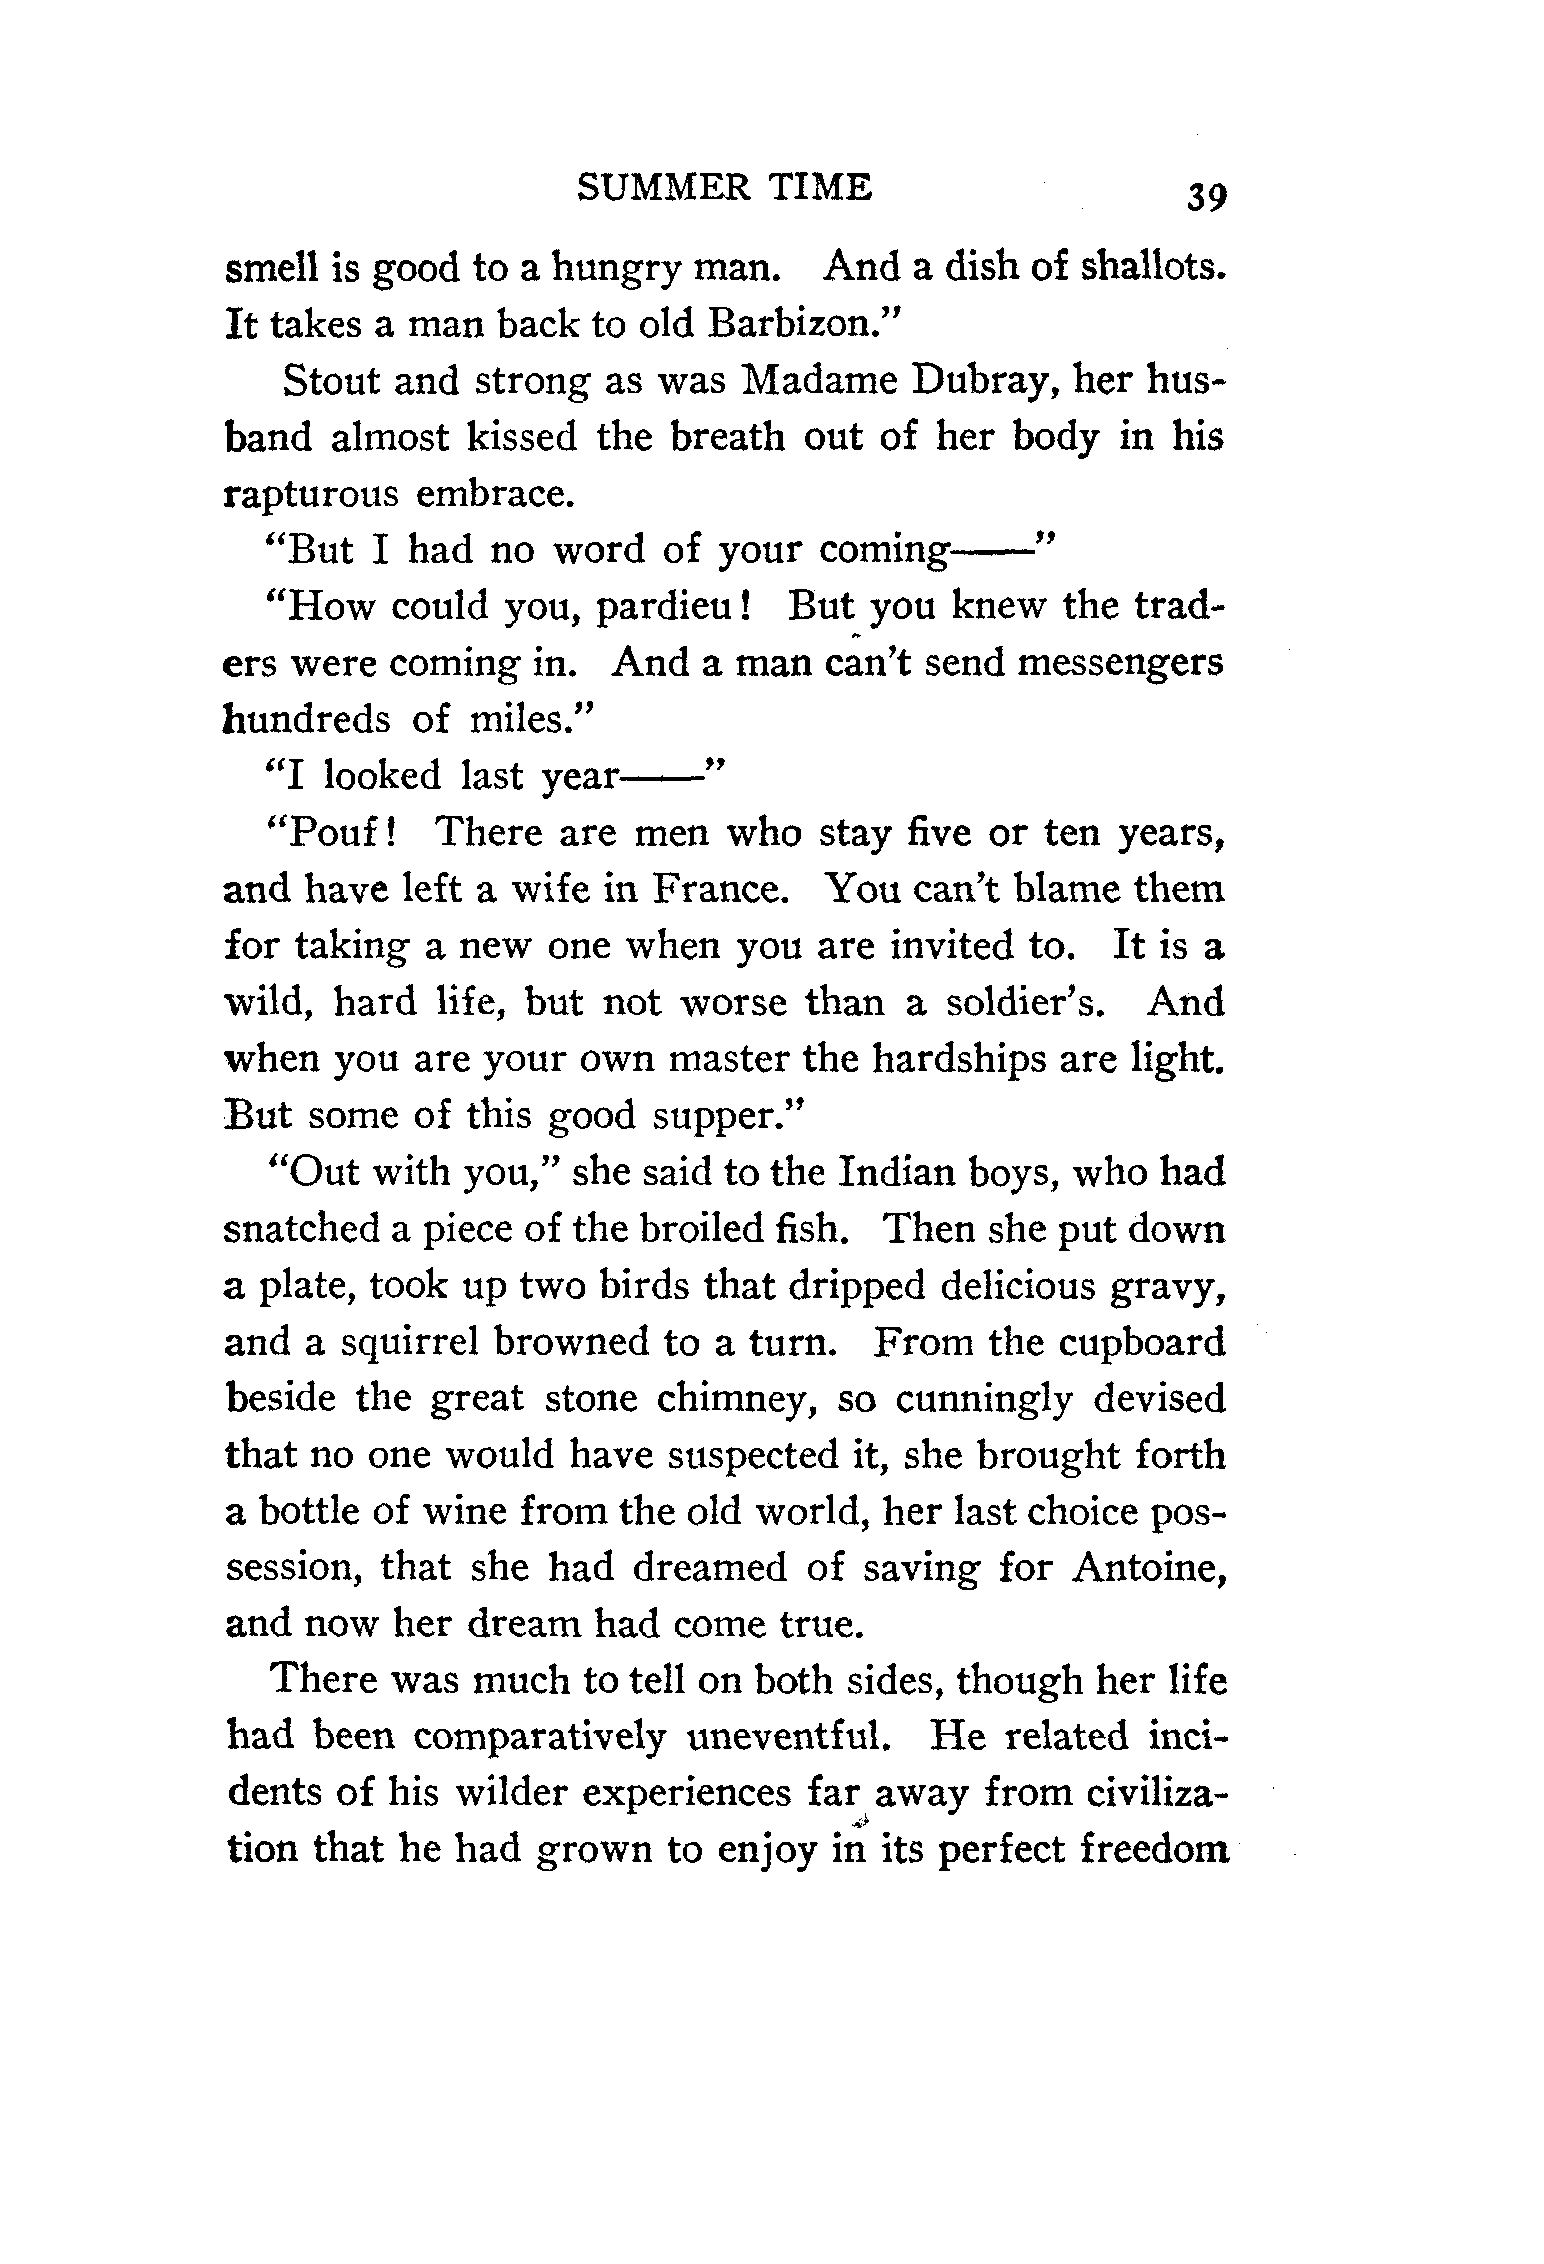 SUMMER TIME 39
smell is good to a hungry man. And a dish of shallots.
It takes a man back to old Barbizon.”
Stout and strong as was Madame Dubray, her hus-
band almost kissed the breath out of her body in his
rapturous embrace.
“But I had no word of your coming——”
“How could you, pardieu! But you knew the trad-
ers were coming in. And a man can’t send messengers
hundreds of miles.”
“I looked last year——”
“Pouf! There are men who stay five or ten years,
and have left a wife in France. You can’t blame them
for taking a new one when you are invited to. It is a
wild, hard life, but not worse than a soldier’s. And
when you are your own master the hardships are light.
But some of this good supper.”
“Out with you,” she said to the Indian boys, who had
snatched a piece of the broiled fish. Then she put down
a plate, took up two birds that dripped delicious gravy,
and a squirrel browned to a turn. From the cupboard
beside the great stone chimney, so cunningly devised
that no one would have suspected it, she brought forth
a bottle of wine from the old world, her last choice pos-
session, that she had dreamed of saving for Antoine,
and now her dream had come true.
There was much to tell on both sides, though her life
had been comparatively uneventful. He related inci-
dents of his wilder experiences far away from civiliza-
tion that he had grown to enjoy in its perfect freedom